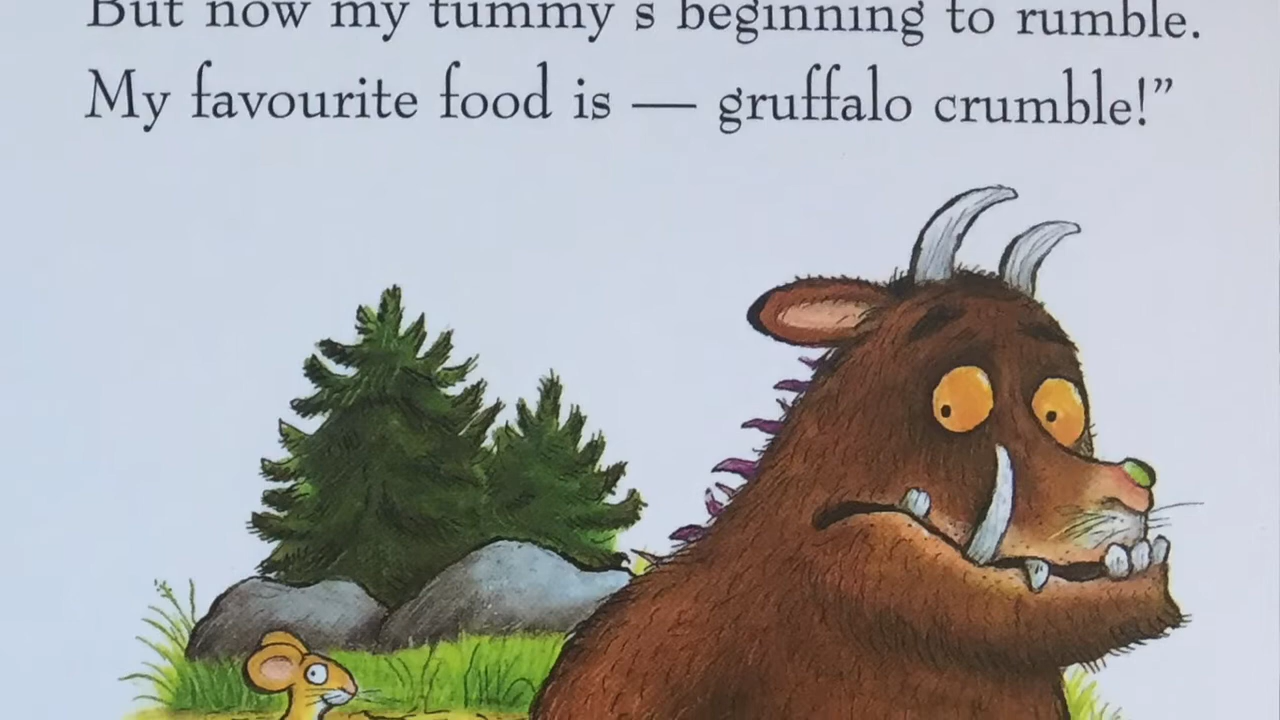 But now my tummy's beginning to rumble.
My favourite food is — gruffalo crumble!”